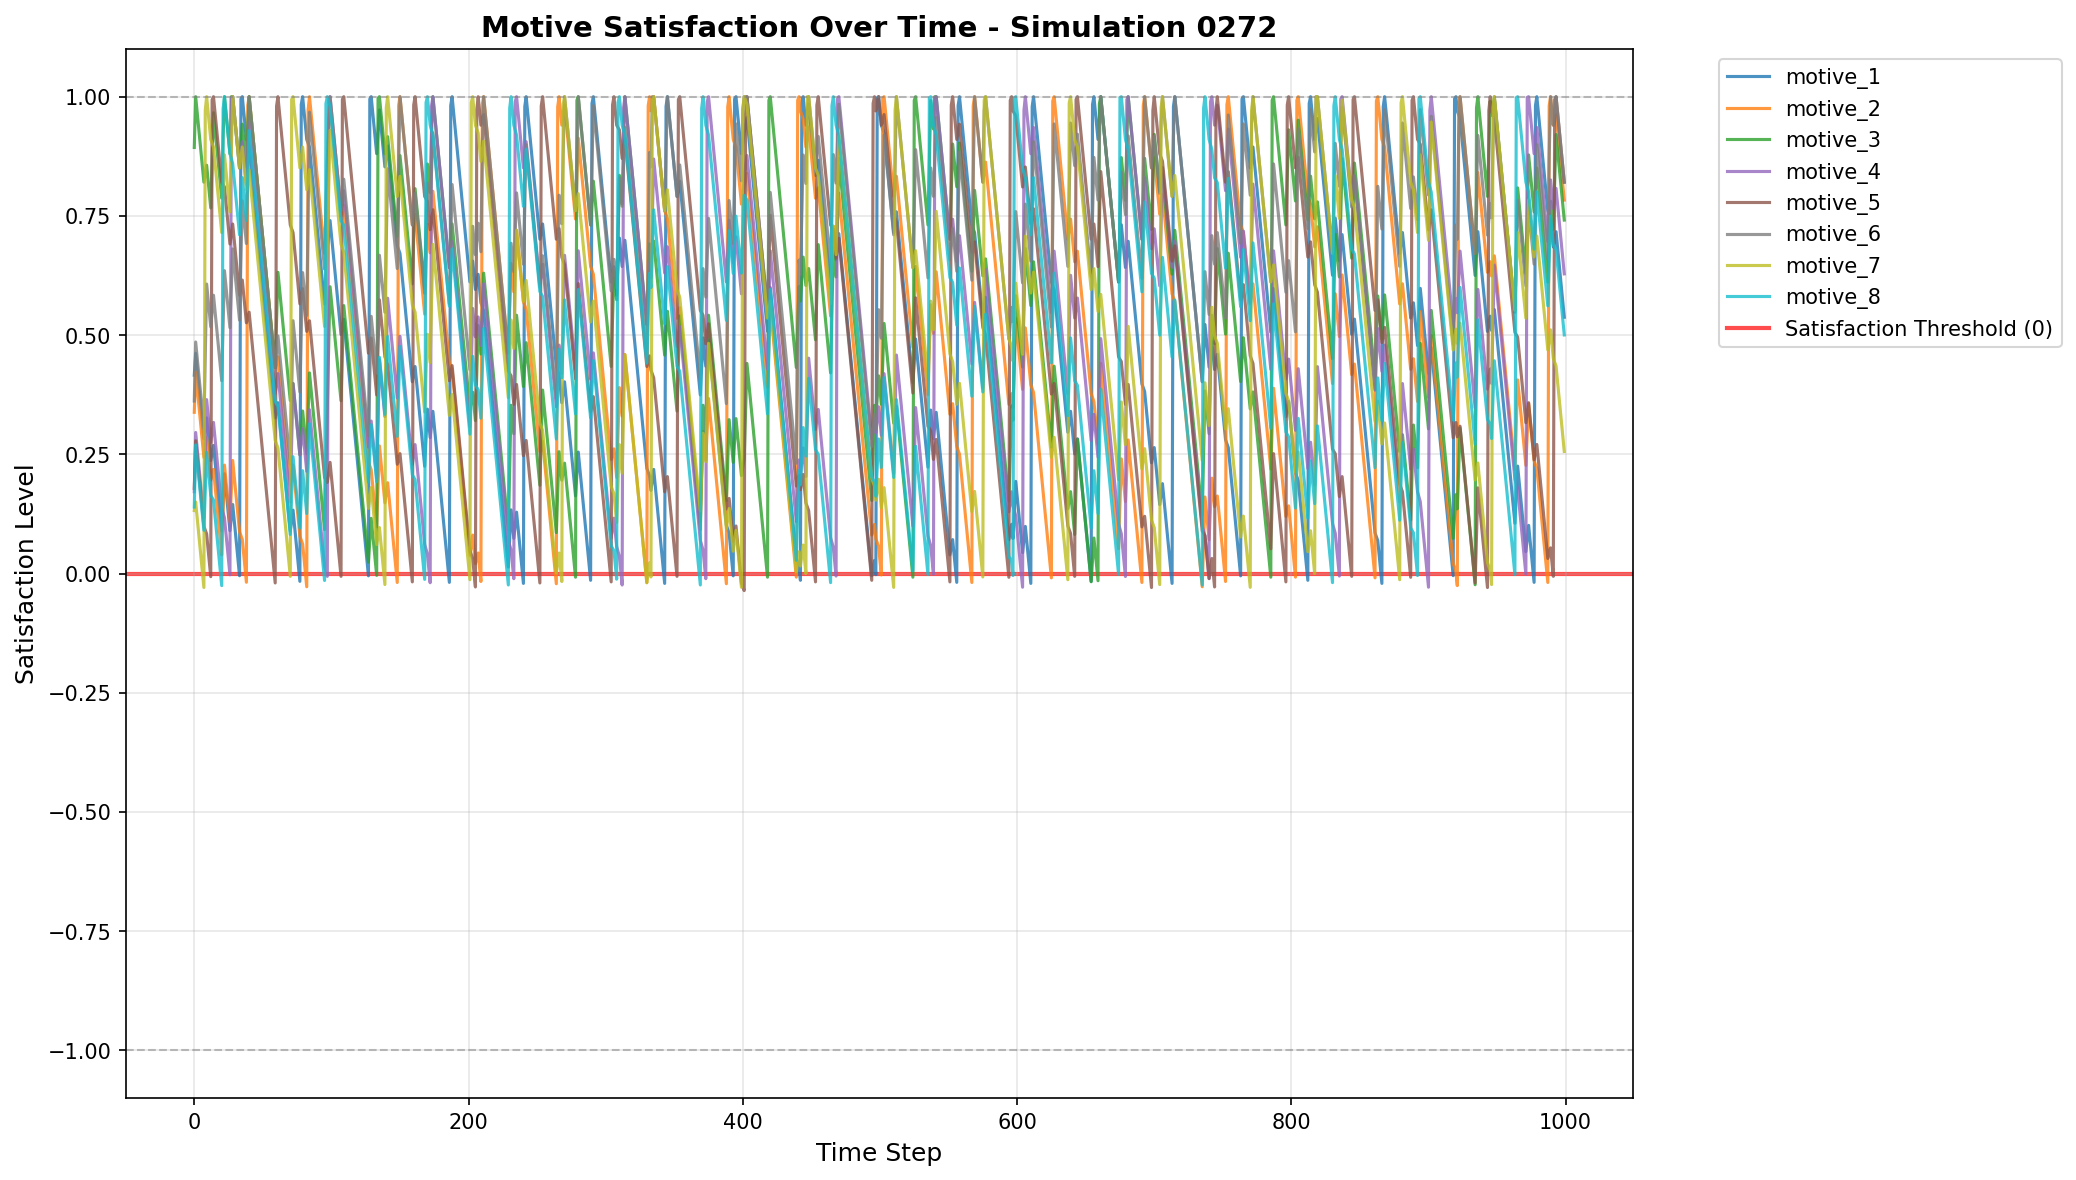 Motive Satisfaction Over Time - Simulation 0272
1.00
0.75
0.50
0.25
0.00
−0.25
−0.50
−0.75
−1.00
Satisfaction Level
0
200
400
600
800
1000
Time Step
motive_1
motive_2
motive_3
motive_4
motive_5
motive_6
motive_7
motive_8
Satisfaction Threshold (0)